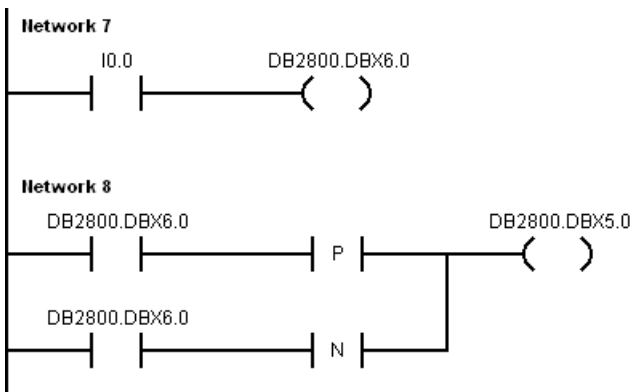 Network 7
I0.0 DB2800.DBX6.0
Network 8
DB2800.DBX6.0 DB2800.DBX5.0
P
DB2800.DBX6.0
N